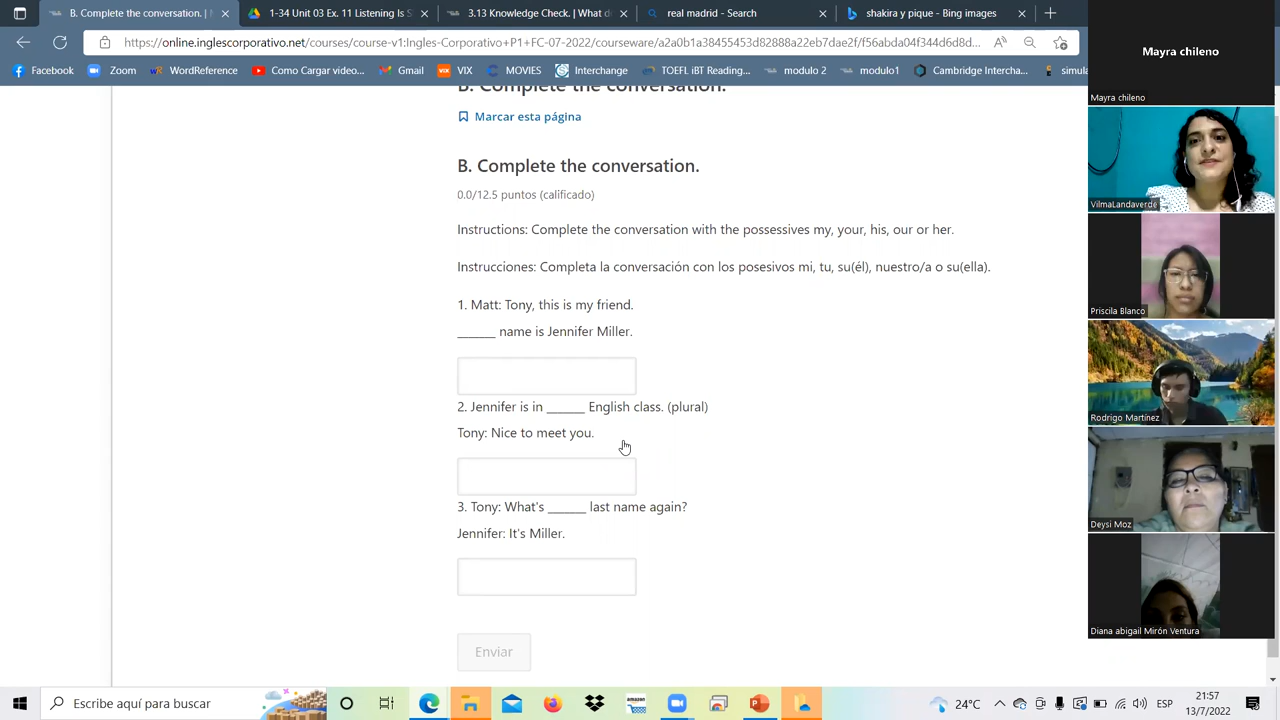 B. Complete the conversation. |
1-34 Unit 03 Ex. 11 Listening Is S
3.13 Knowledge Check. | What d
real madrid - Search
shakira y pique - Bing images
https://online.inglescorporativo.net/courses/course-v1:Ingles-Corporativo+P1+FC-07-2022/courseware/a2a0b1a38455453d82888a22eb7dae2f/f56abda04f344d6d8d...
Facebook
Zoom
WordReference
Como Cargar video...
Gmail
VIX
MOVIES
Interchange
TOEFL iBT Reading...
modulo 2
modulo1
Cambridge Intercha...
simula
B. Complete the conversation.
Marcar esta página
B. Complete the conversation.
0.0/12.5 puntos (calificado)
Instructions: Complete the conversation with the possessives my, your, his, our or her.
Instrucciones: Completa la conversación con los posesivos mi, tu, su(él), nuestro/a o su(ella).
1. Matt: Tony, this is my friend.
______ name is Jennifer Miller.
2. Jennifer is in ______ English class. (plural)
Tony: Nice to meet you.
3. Tony: What's ______ last name again?
Jennifer: It's Miller.
Enviar
Mayra chileno
Mayra chileno
VilmaLandaverde
Priscila Blanco
Rodrigo Martínez
Deysi Moz
Diana abigail Mirón Ventura
Escribe aquí para buscar
24°C
ESP
21:57
13/7/2022